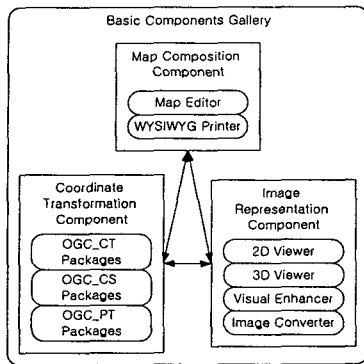 Basic Components Gallery
Map Composition
Component
Map Editor
WYSIWYG Printer
Coordinate
Transformation
Component
OGC_CT
Packages
OGC_CS
Packages
OGC_PT
Packages
Image
Representation
Component
2D Viewer
3D Viewer
Visual Enhancer
Image Converter